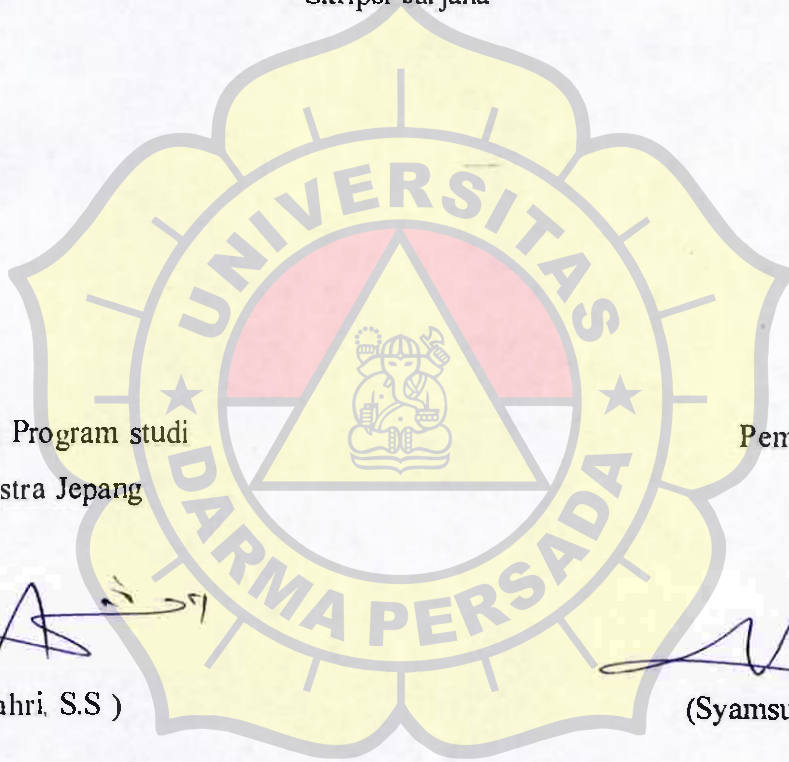 Skripsi Sarjana
UNIVERSITAS
Program studi
Pem
stra Jepang
DARMA PERSADA
ahri, S.S )
(Syamsu